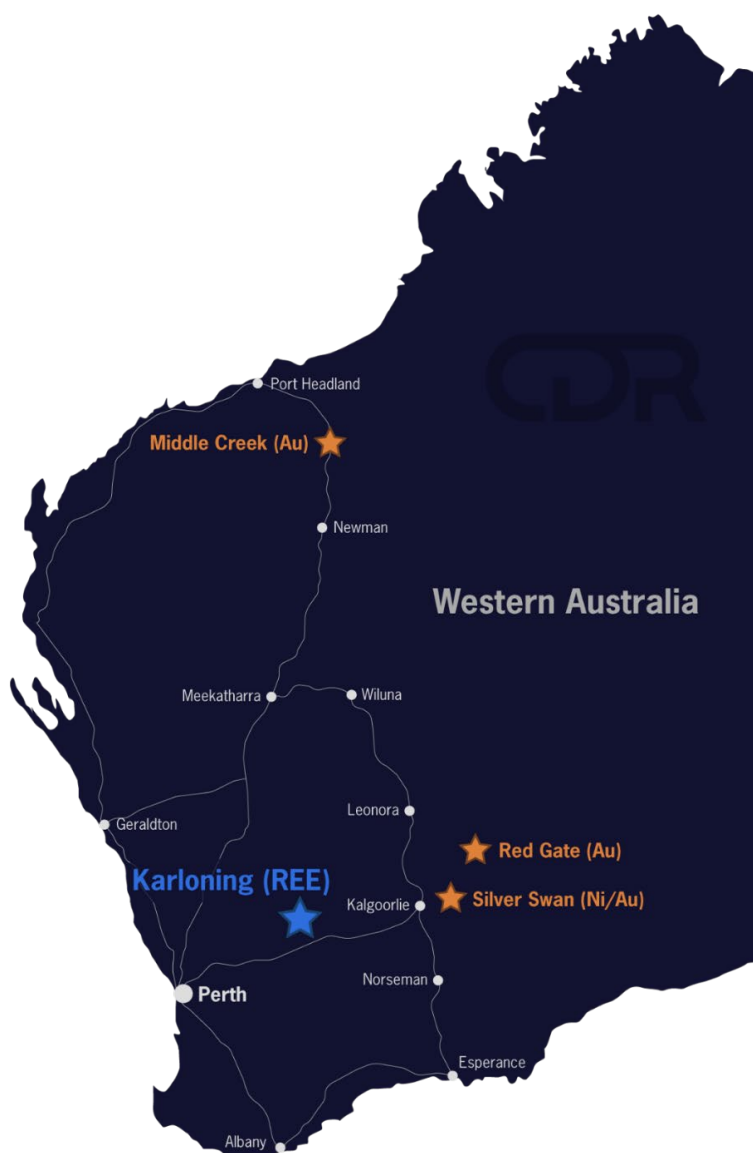 CDR
Port Headland
Middle Creek (Au)
Newman
Western Australia
Meekatharra
Wiluna
Leonora
Geraldton
Red Gate (Au)
Karloning (REE)
Silver Swan (Ni/Au)
Kalgoorlie
Norseman
Perth
Esperance
Albany